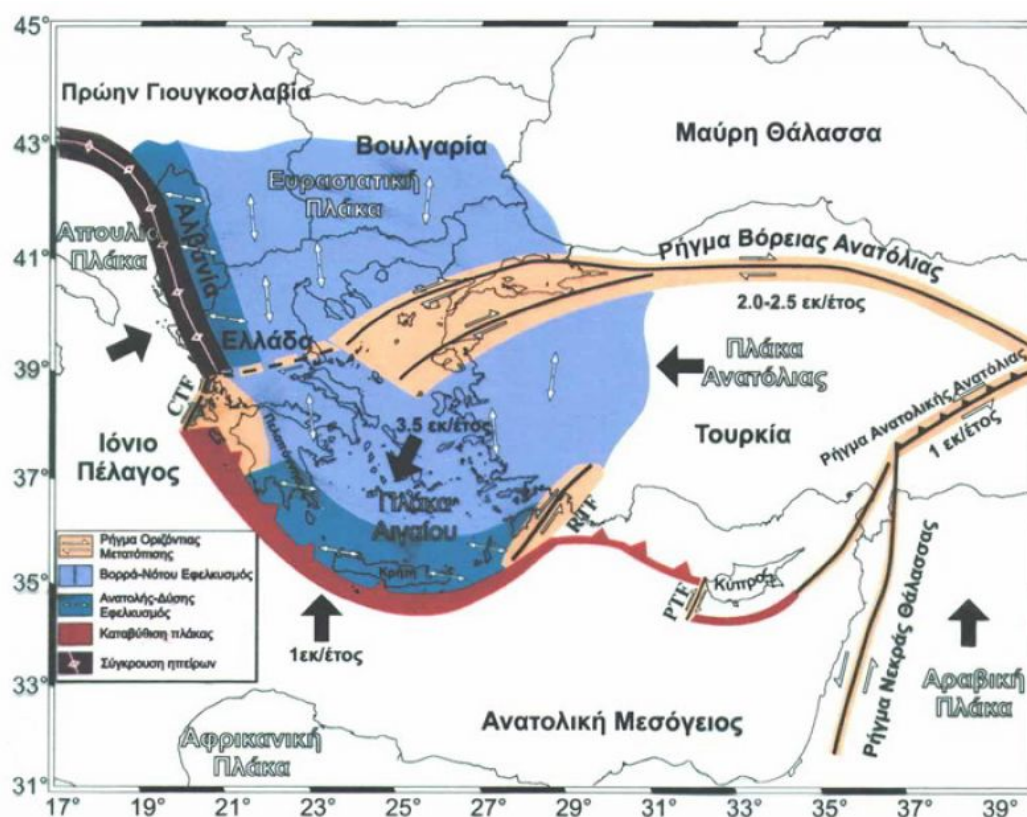 45°
Πρώην Γιουγκοσλαβία
43°
Βουλγαρία
Μαύρη Θάλασσα
Ευρασιατική
Πλάκα
Απουλία
Πλάκα
Αλβανία
41°
Ρήγμα Βόρειας Ανατόλιας
2.0-2.5 εκ/έτος
Ελλάδα
39°
Πλάκα
Ανατόλιας
CTF
Ρήγμα Ανατολικής Ανατόλιας
1 εκ/έτος
3.5 εκ/έτος
Πελοπόννησος
Ιόνιο
Πέλαγος
Τουρκία
37°
Πλάκα
Αιγαίου
RTF
Ρήγμα Οριζόντιας
Μετατόπισης
Βορρά-Νότου Εφελκυσμός
Ανατολής-Δύσης
Εφελκυσμός
Καταβύθιση πλάκας
Σύγκρουση ηπείρων
35°
Κρήτη
Κύπρος
PTF
1εκ/έτος
Ρήγμα Νεκράς Θάλασσας
33°
Αραβική
Πλάκα
Ανατολική Μεσόγειος
Αφρικανική
Πλάκα
31°
17° 19° 21° 23° 25° 27° 29° 31° 33° 35° 37° 39°